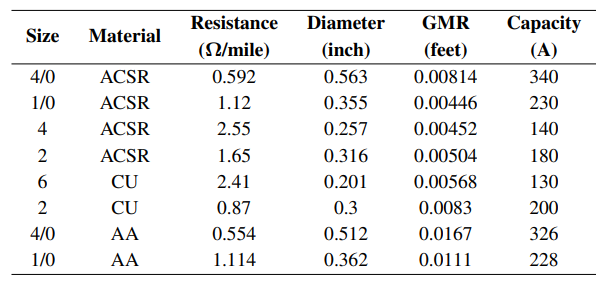 Size Material Resistance (Ω/mile) Diameter (inch) GMR (feet) Capacity (A)
4/0 ACSR 0.592 0.563 0.00814 340
1/0 ACSR 1.12 0.355 0.00446 230
4 ACSR 2.55 0.257 0.00452 140
2 ACSR 1.65 0.316 0.00504 180
6 CU 2.41 0.201 0.00568 130
2 CU 0.87 0.3 0.0083 200
4/0 AA 0.554 0.512 0.0167 326
1/0 AA 1.114 0.362 0.0111 228